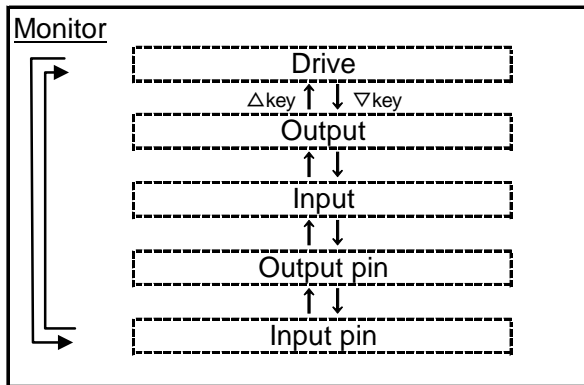 Monitor
Drive
△key ▽key
Output
Input
Output pin
Input pin